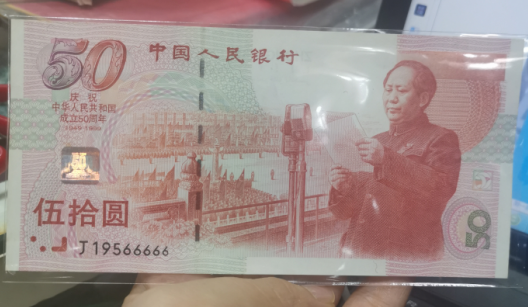 50 中国人民银行
庆祝
中华人民共和国
成立50周年
1949-1999
伍拾圆
J19566666
50